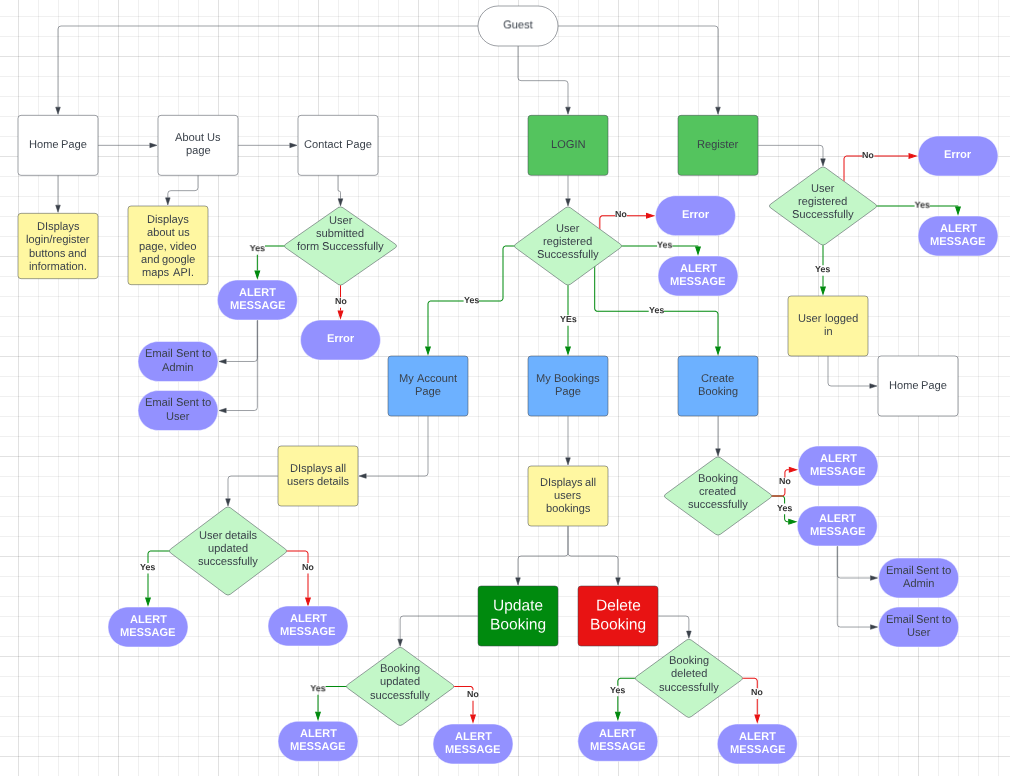 Guest
Home Page
About Us
page
Contact Page
LOGIN
Register
No
Error
User
registered
Successfully
Yes
ALERT
MESSAGE
Yes
DIsplays
login/register
buttons and
information.
Displays
about us
page, video
and google
maps API.
User
submitted
form Successfully
Yes
ALERT
MESSAGE
No
Error
Email Sent to
Admin
Email Sent to
User
User
registered
Successfully
No
Error
Yes
ALERT
MESSAGE
Yes
YEs
Yes
User logged
in
Home Page
My Account
Page
My Bookings
Page
Create
Booking
DIsplays all
users details
DIsplays all
users
bookings
Booking
created
successfully
No
ALERT
MESSAGE
Yes
ALERT
MESSAGE
Email Sent to
Admin
Email Sent to
User
User details
updated
successfully
Yes
No
ALERT
MESSAGE
ALERT
MESSAGE
Update
Booking
Delete
Booking
Booking
updated
successfully
Yes
No
ALERT
MESSAGE
ALERT
MESSAGE
Booking
deleted
successfully
Yes
No
ALERT
MESSAGE
ALERT
MESSAGE